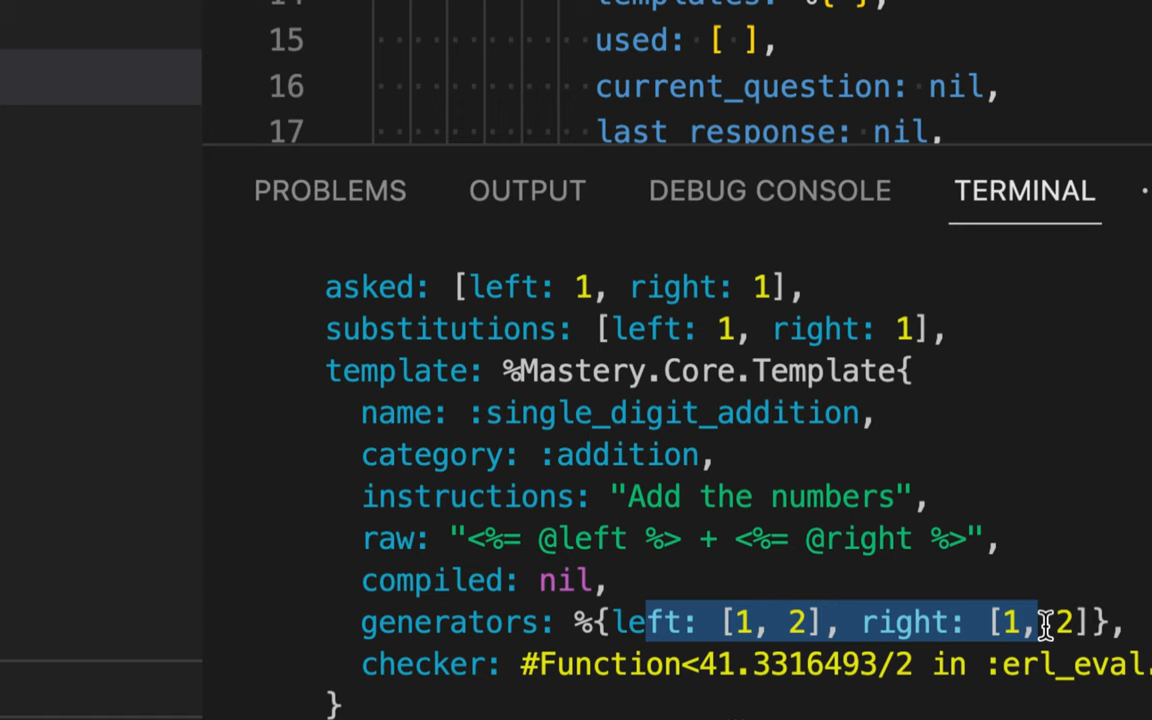 14 templates: %{ },
15 used: [ ],
16 current_question: nil,
17 last_response: nil,
PROBLEMS OUTPUT DEBUG CONSOLE TERMINAL ·
asked: [left: 1, right: 1],
substitutions: [left: 1, right: 1],
template: %Mastery.Core.Template{
name: :single_digit_addition,
category: :addition,
instructions: "Add the numbers",
raw: "<%= @left %> + <%= @right %>",
compiled: nil,
generators: %{left: [1, 2], right: [1, 2]},
checker: #Function<41.3316493/2 in :erl_eval.
}